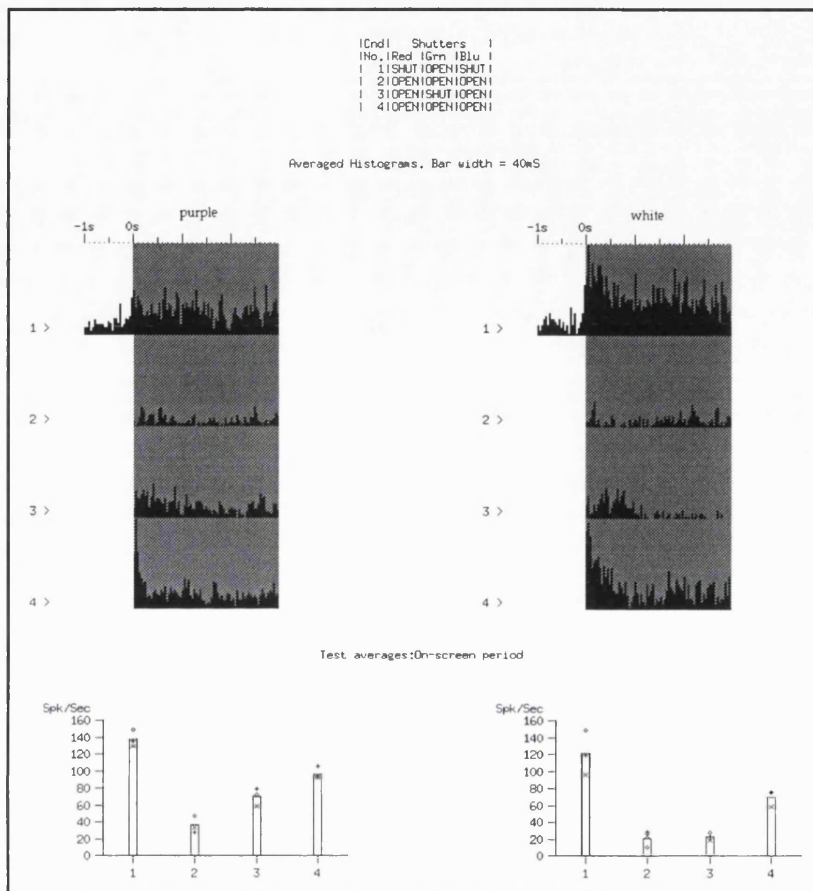 |Cnd| Shutters |
|No.|Red |Grn |Blu |
| 1|SHUT|OPEN|SHUT|
| 2|OPEN|OPEN|OPEN|
| 3|OPEN|SHUT|OPEN|
| 4|OPEN|OPEN|OPEN|
Averaged Histograms, Bar width = 40mS
purple
-1s 0s
1 >
2 >
3 >
4 >
white
-1s 0s
1 >
2 >
3 >
4 >
Test averages:On-screen period
Spk/Sec
160
140
120
100
80
60
40
20
0
1 2 3 4
Spk/Sec
160
140
120
100
80
60
40
20
0
1 2 3 4